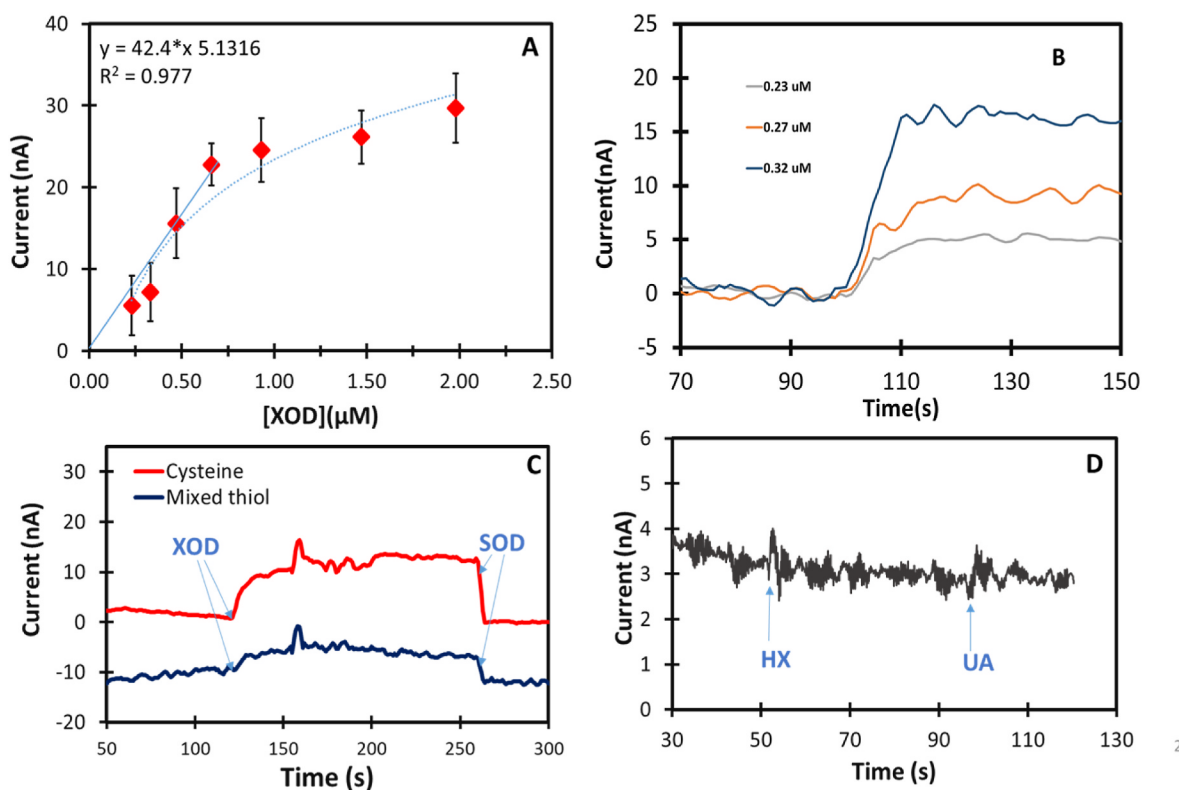 A
y = 42.4*x 5.1316
R² = 0.977
Current (nA)
40
30
20
10
0
0.00 0.50 1.00 1.50 2.00 2.50
[XOD](µM)
B
0.23 uM
0.27 uM
0.32 uM
Current(nA)
25
20
15
10
5
0
-5
70 90 110 130 150
Time(s)
C
Cysteine
Mixed thiol
XOD
SOD
Current (nA)
30
20
10
0
-10
-20
50 100 150 200 250 300
Time (s)
D
HX
UA
Current (nA)
6
5
4
3
2
1
0
30 50 70 90 110 130
Time (s)
2